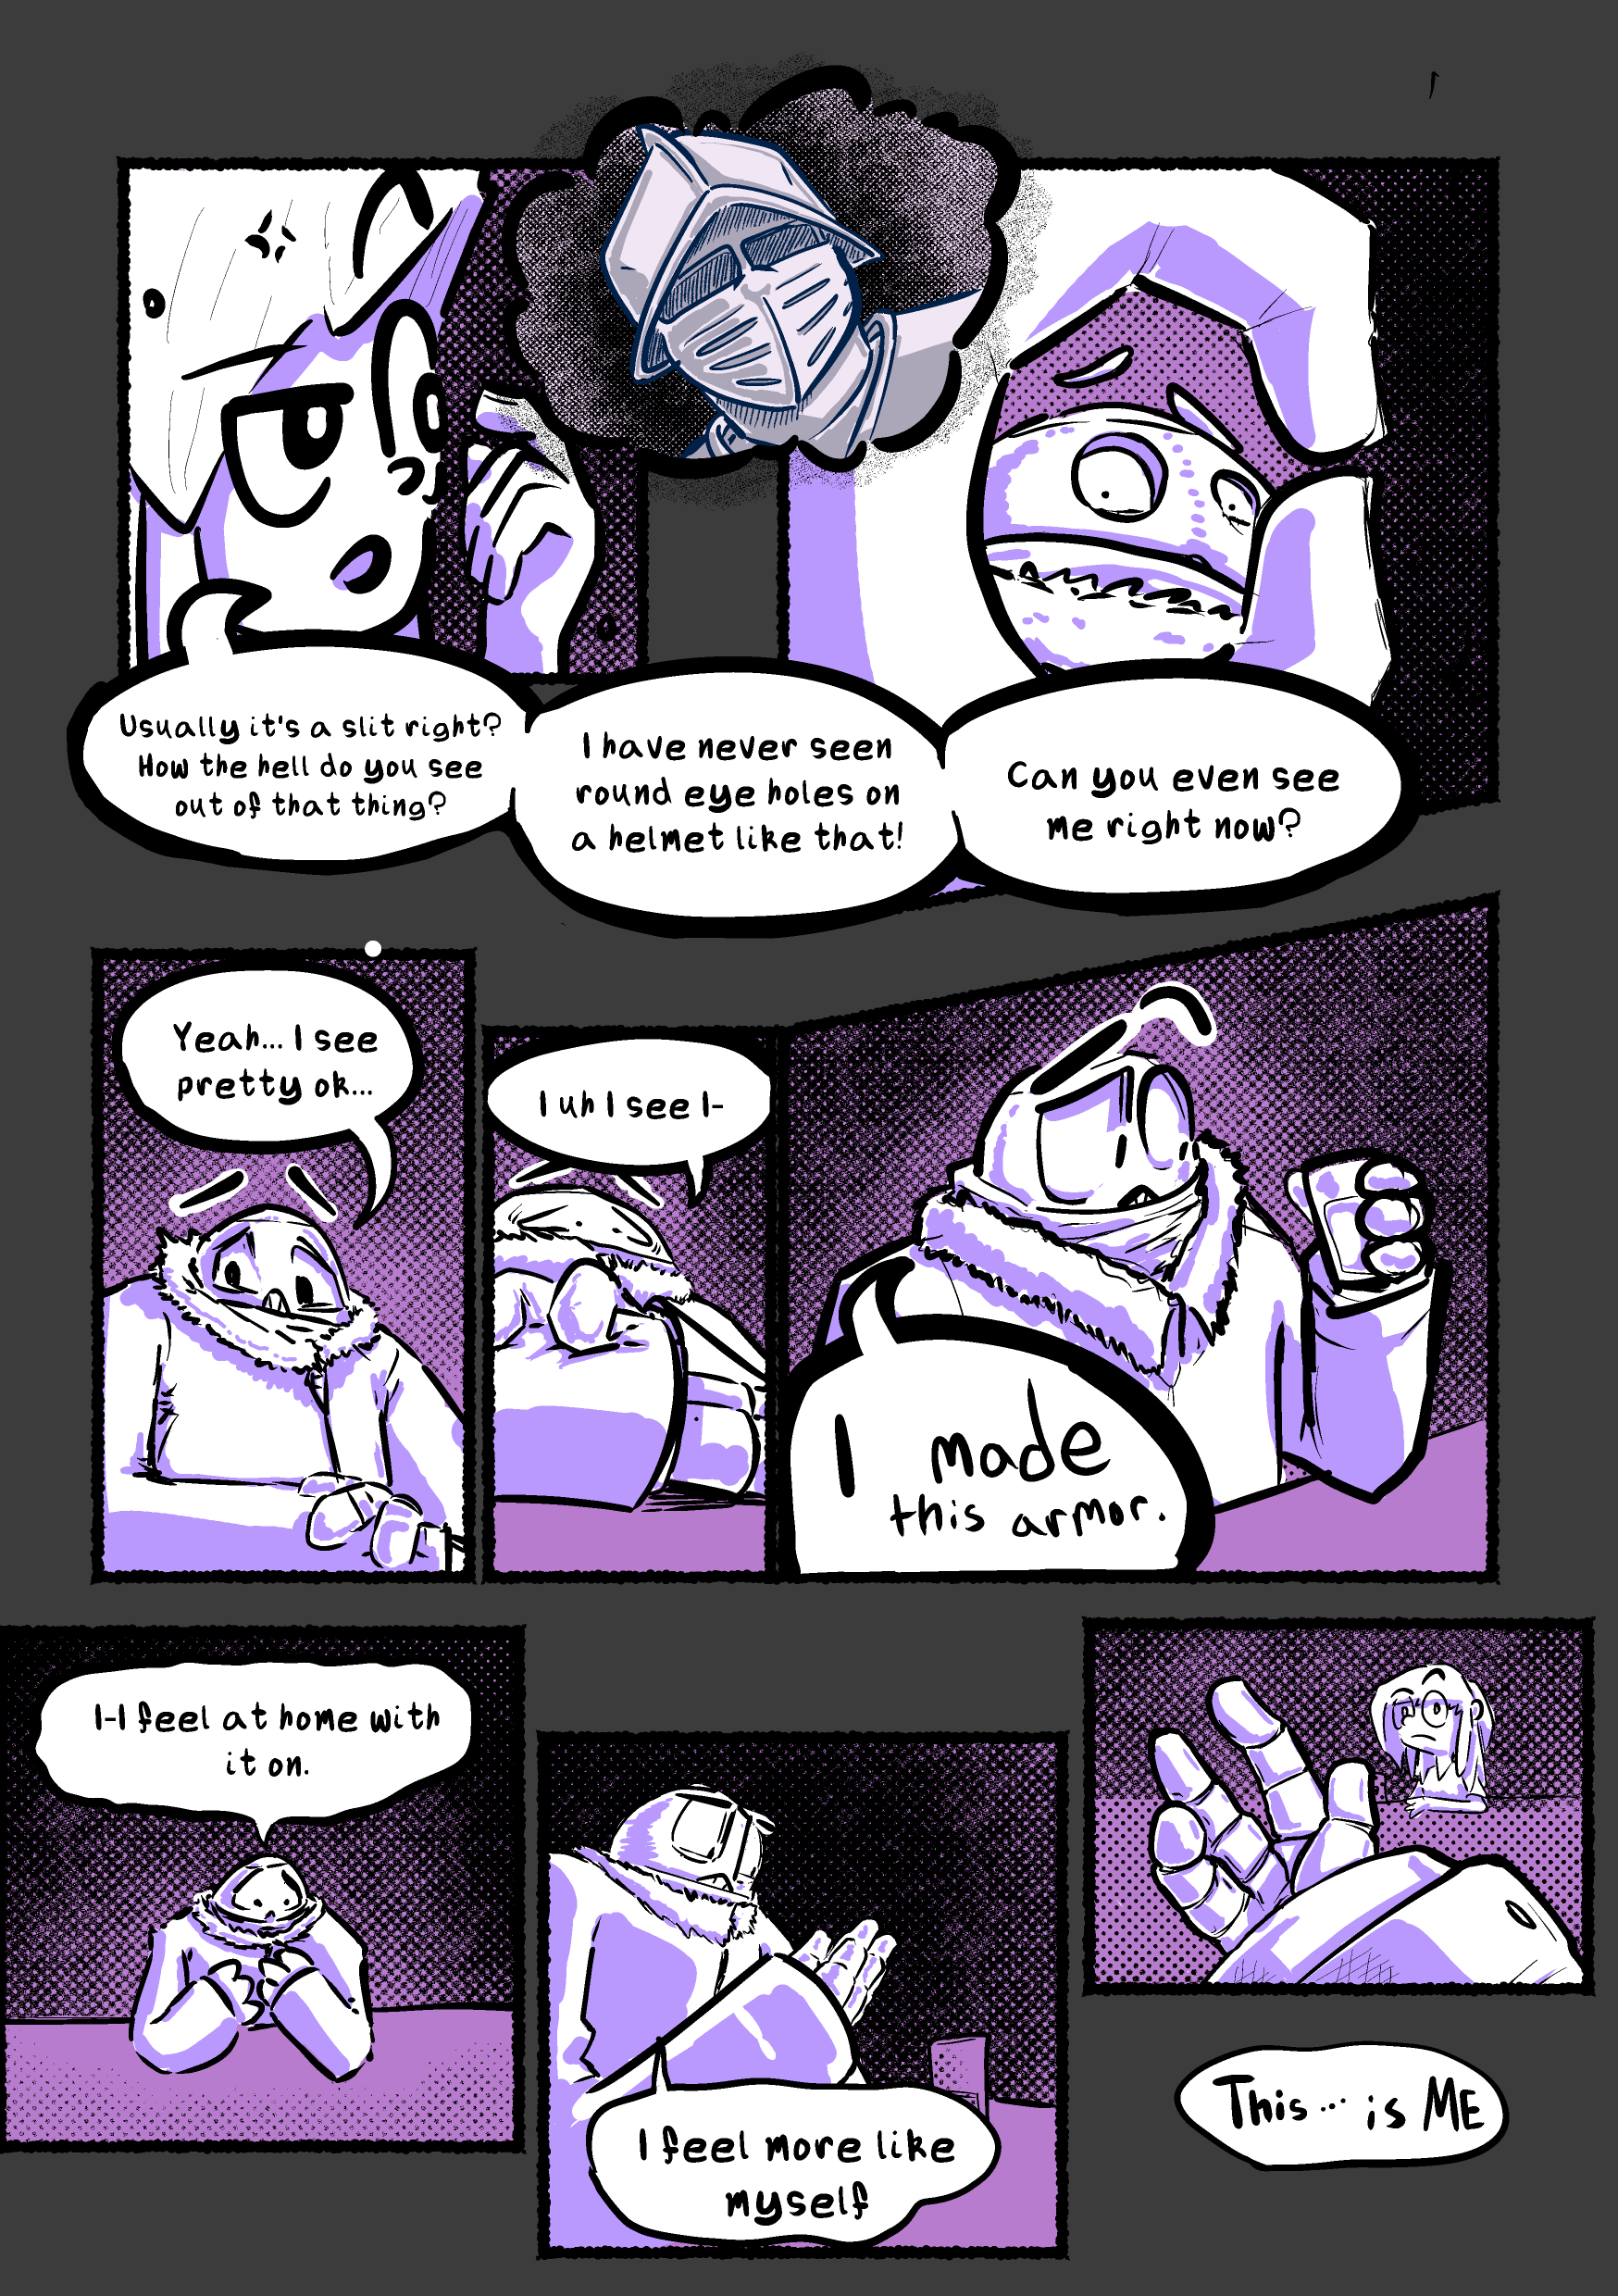 Usually it's a slit right?
How the hell do you see
out of that thing?
I have never seen
round eye holes on
a helmet like that!
Can you even see
me right now?
Yeah... I see
pretty ok...
I uh I see I-
I made
this armor.
I-I feel at home with
it on.
I feel more like
myself
This... is ME